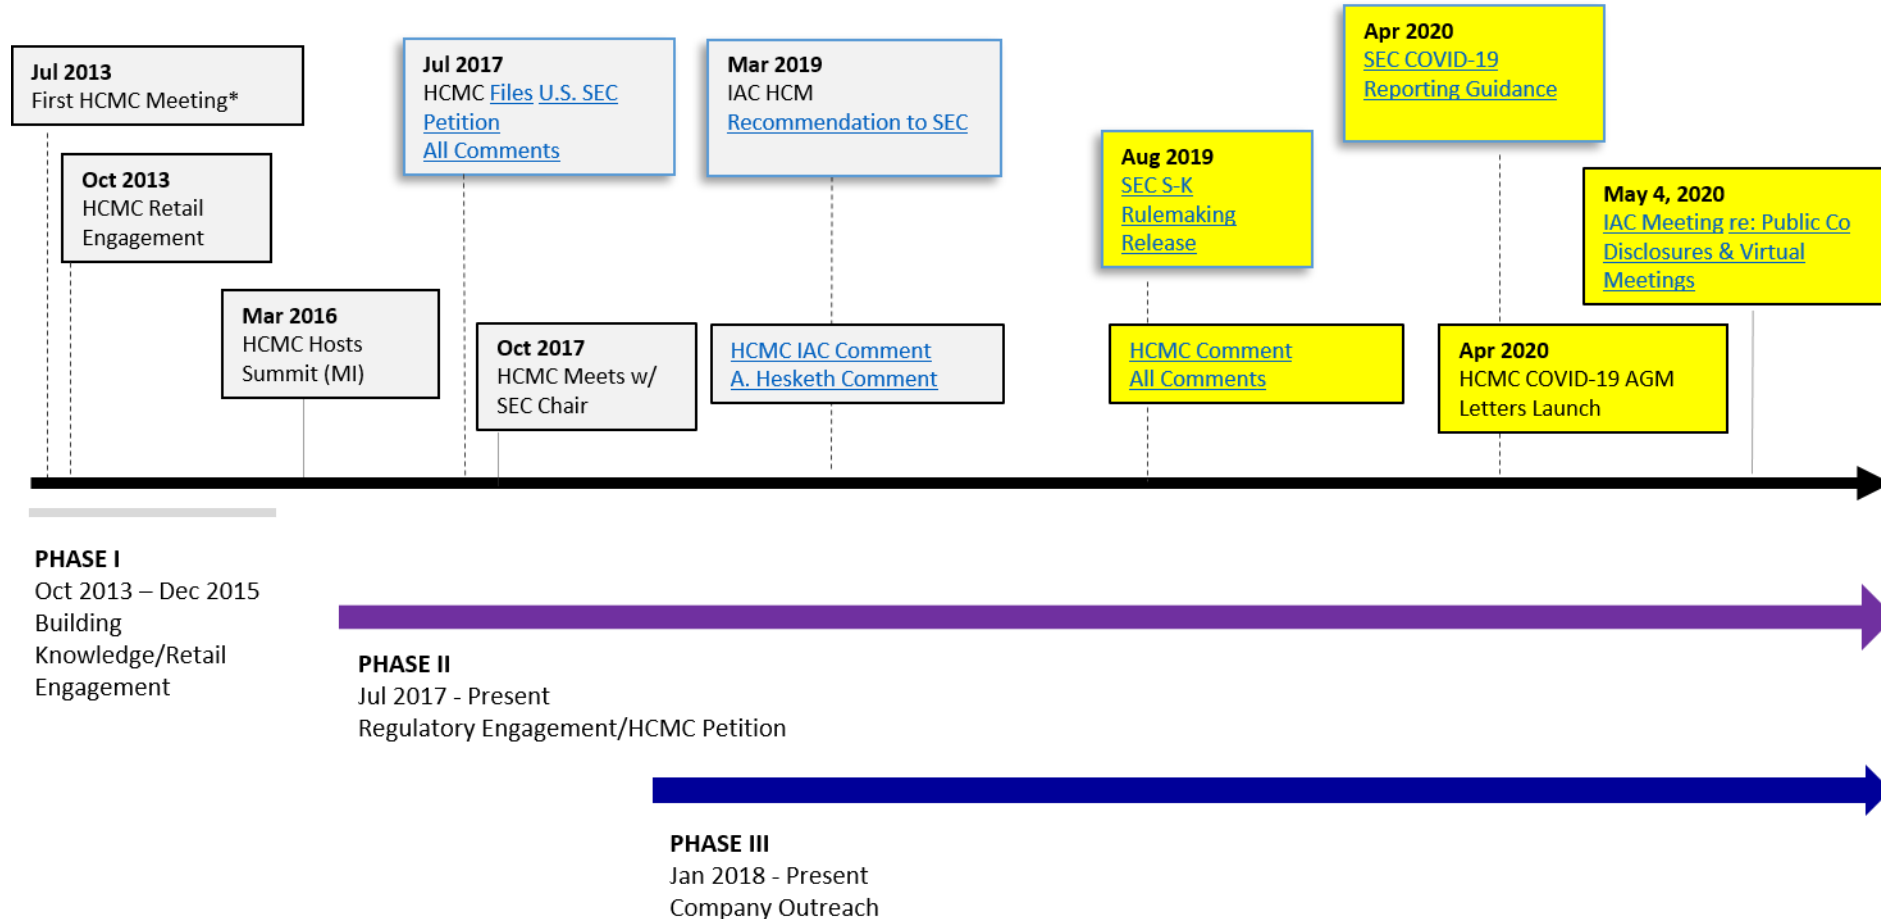 Jul 2013
First HCMC Meeting*
Oct 2013
HCMC Retail
Engagement
Mar 2016
HCMC Hosts
Summit (MI)
Jul 2017
HCMC Files U.S. SEC
Petition
All Comments
Oct 2017
HCMC Meets w/
SEC Chair
Mar 2019
IAC HCM
Recommendation to SEC
HCMC IAC Comment
A. Hesketh Comment
Aug 2019
SEC S-K
Rulemaking
Release
HCMC Comment
All Comments
Apr 2020
SEC COVID-19
Reporting Guidance
Apr 2020
HCMC COVID-19 AGM
Letters Launch
May 4, 2020
IAC Meeting re: Public Co
Disclosures & Virtual
Meetings
PHASE I
Oct 2013 – Dec 2015
Building
Knowledge/Retail
Engagement
PHASE II
Jul 2017 - Present
Regulatory Engagement/HCMC Petition
PHASE III
Jan 2018 - Present
Company Outreach